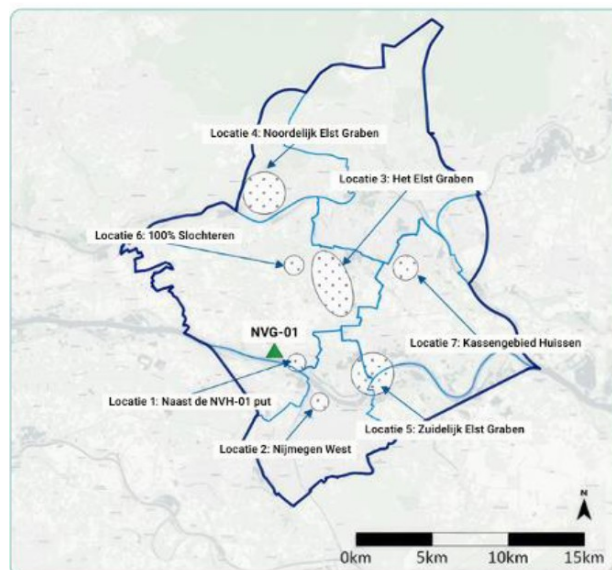 Locatie 4: Noordelijk Elst Graben
Locatie 3: Het Elst Graben
Locatie 6: 100% Slochteren
NVG-01
Locatie 7: Kassengebied Huissen
Locatie 1: Naast de NVH-01 put
Locatie 5: Zuidelijk Elst Graben
Locatie 2: Nijmegen West
N
0km 5km 10km 15km